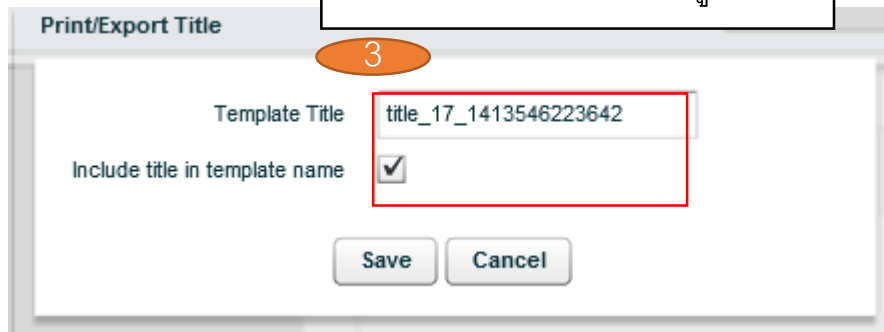 Print/Export Title
3
Template Title
title_17_1413546223642
Include title in template name
Save
Cancel